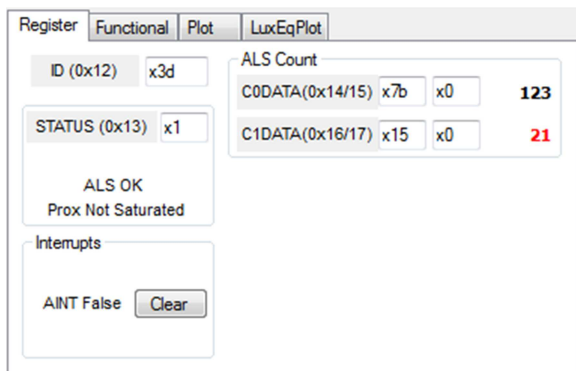 Register Functional Plot LuxEqPlot
ID (0x12) x3d
STATUS (0x13) x1
ALS OK
Prox Not Saturated
Interrupts
AINT False Clear
ALS Count
C0DATA(0x14/15) x7b x0 123
C1DATA(0x16/17) x15 x0 21